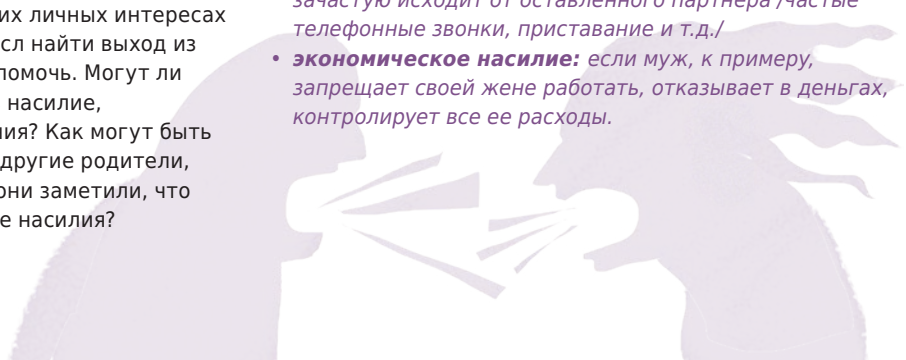 их личных интересах
сл найти выход из
помочь. Могут ли
насилие,
ия? Как могут быть
другие родители,
они заметили, что
е насилия?
зачастую исходит от оставленного партнера /частые
телефонные звонки, приставание и т.д./
• экономическое насилие: если муж, к примеру,
запрещает своей жене работать, отказывает в деньгах,
контролирует все ее расходы.